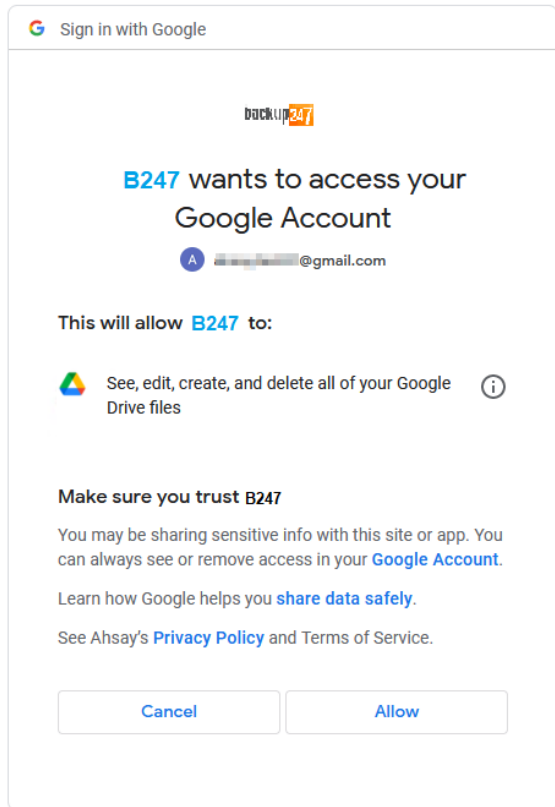 Sign in with Google
backup247
B247 wants to access your
Google Account
A
@gmail.com
This will allow B247 to:
See, edit, create, and delete all of your Google
Drive files
Make sure you trust B247
You may be sharing sensitive info with this site or app. You
can always see or remove access in your Google Account.
Learn how Google helps you share data safely.
See Ahsay's Privacy Policy and Terms of Service.
Cancel
Allow